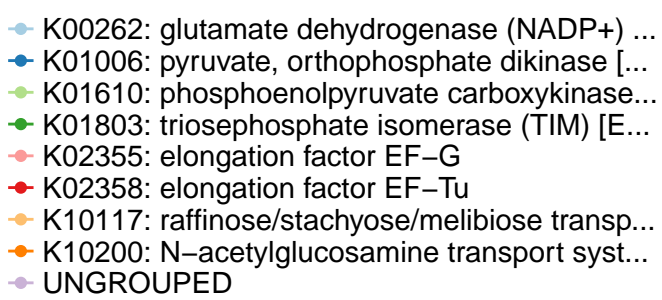 K00262: glutamate dehydrogenase (NADP+) ...
K01006: pyruvate, orthophosphate dikinase [...
K01610: phosphoenolpyruvate carboxykinase...
K01803: triosephosphate isomerase (TIM) [E...
K02355: elongation factor EF−G
K02358: elongation factor EF−Tu
K10117: raffinose/stachyose/melibiose transp...
K10200: N−acetylglucosamine transport syst...
UNGROUPED